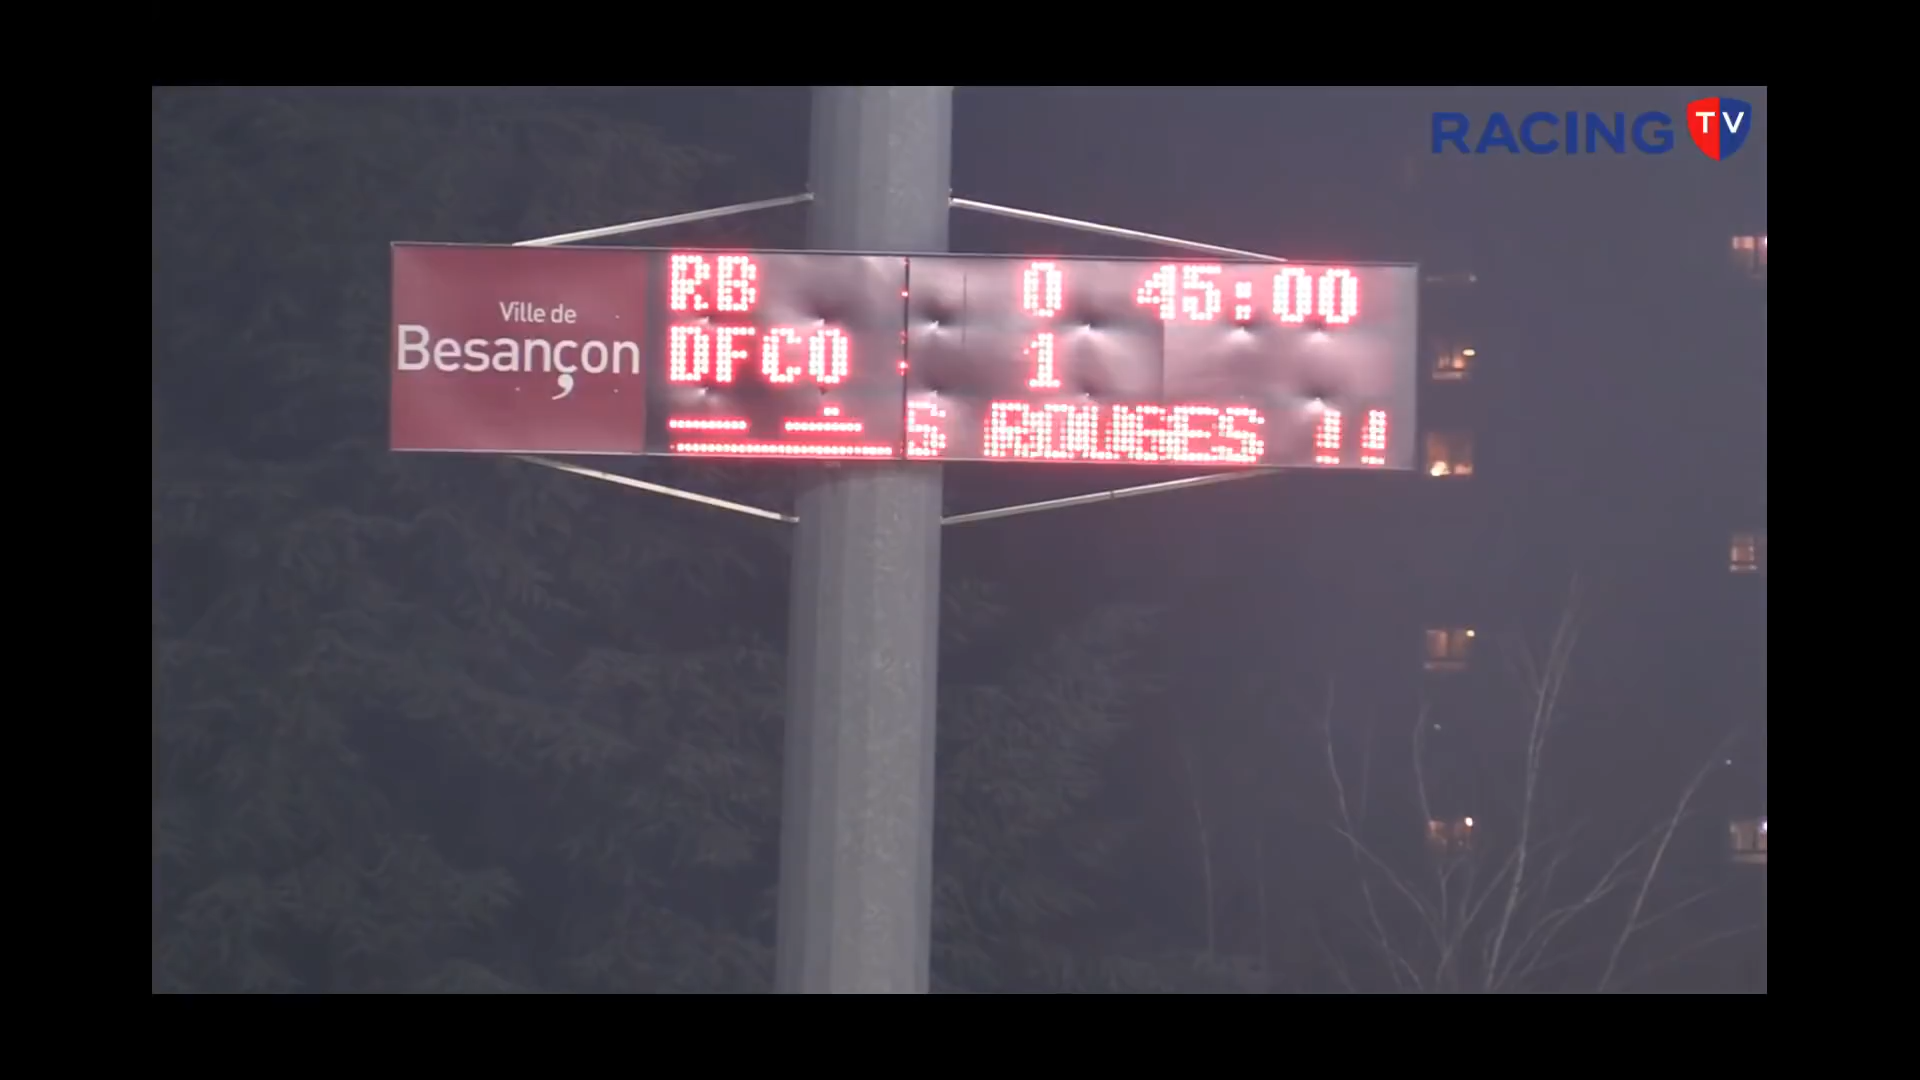 RACING TV
Ville de
Besançon
RB 0 45:00
DFCO 1
S ROUGES !!